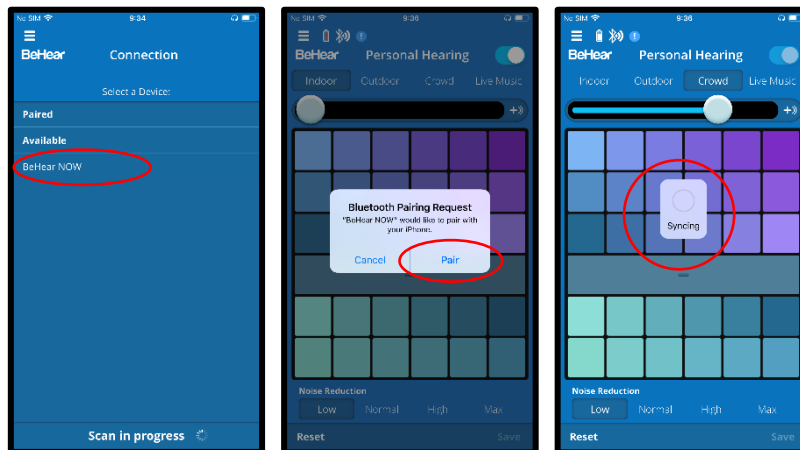 No SIM 9:34
BeHear Connection
Select a Device:
Paired
Available
BeHear NOW
Scan in progress
No SIM 9:36
BeHear Personal Hearing
Indoor Outdoor Crowd Live Music
Bluetooth Pairing Request
"BeHear NOW" would like to pair with
your iPhone.
Cancel Pair
Noise Reduction
Low Normal High Max
Reset Save
No SIM 9:36
BeHear Personal Hearing
Indoor Outdoor Crowd Live Music
Syncing
Noise Reduction
Low Normal High Max
Reset Save